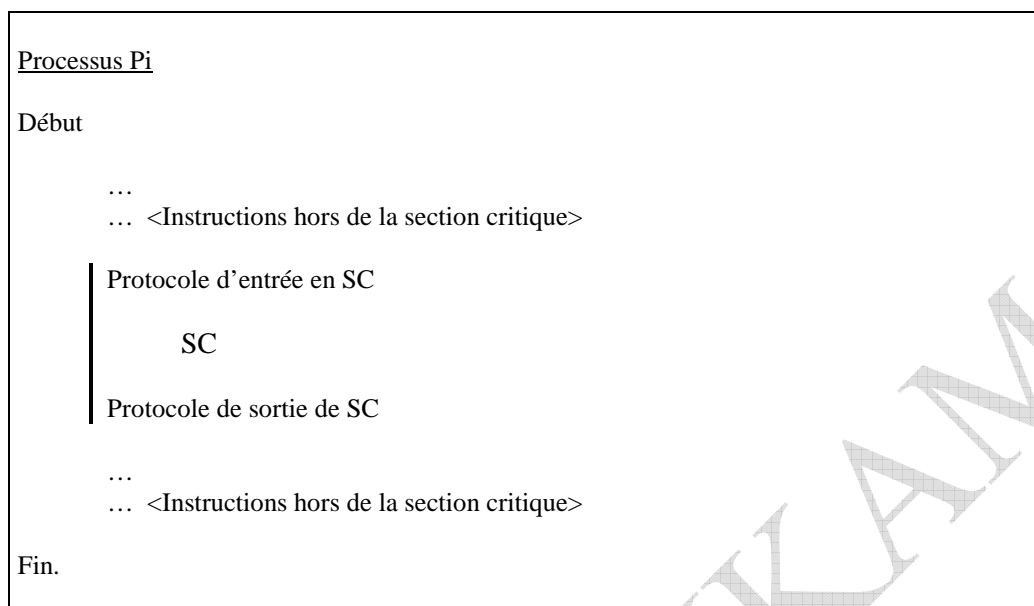 Processus Pi
Début
…
… <Instructions hors de la section critique>
Protocole d’entrée en SC
SC
Protocole de sortie de SC
…
… <Instructions hors de la section critique>
Fin.
KAM